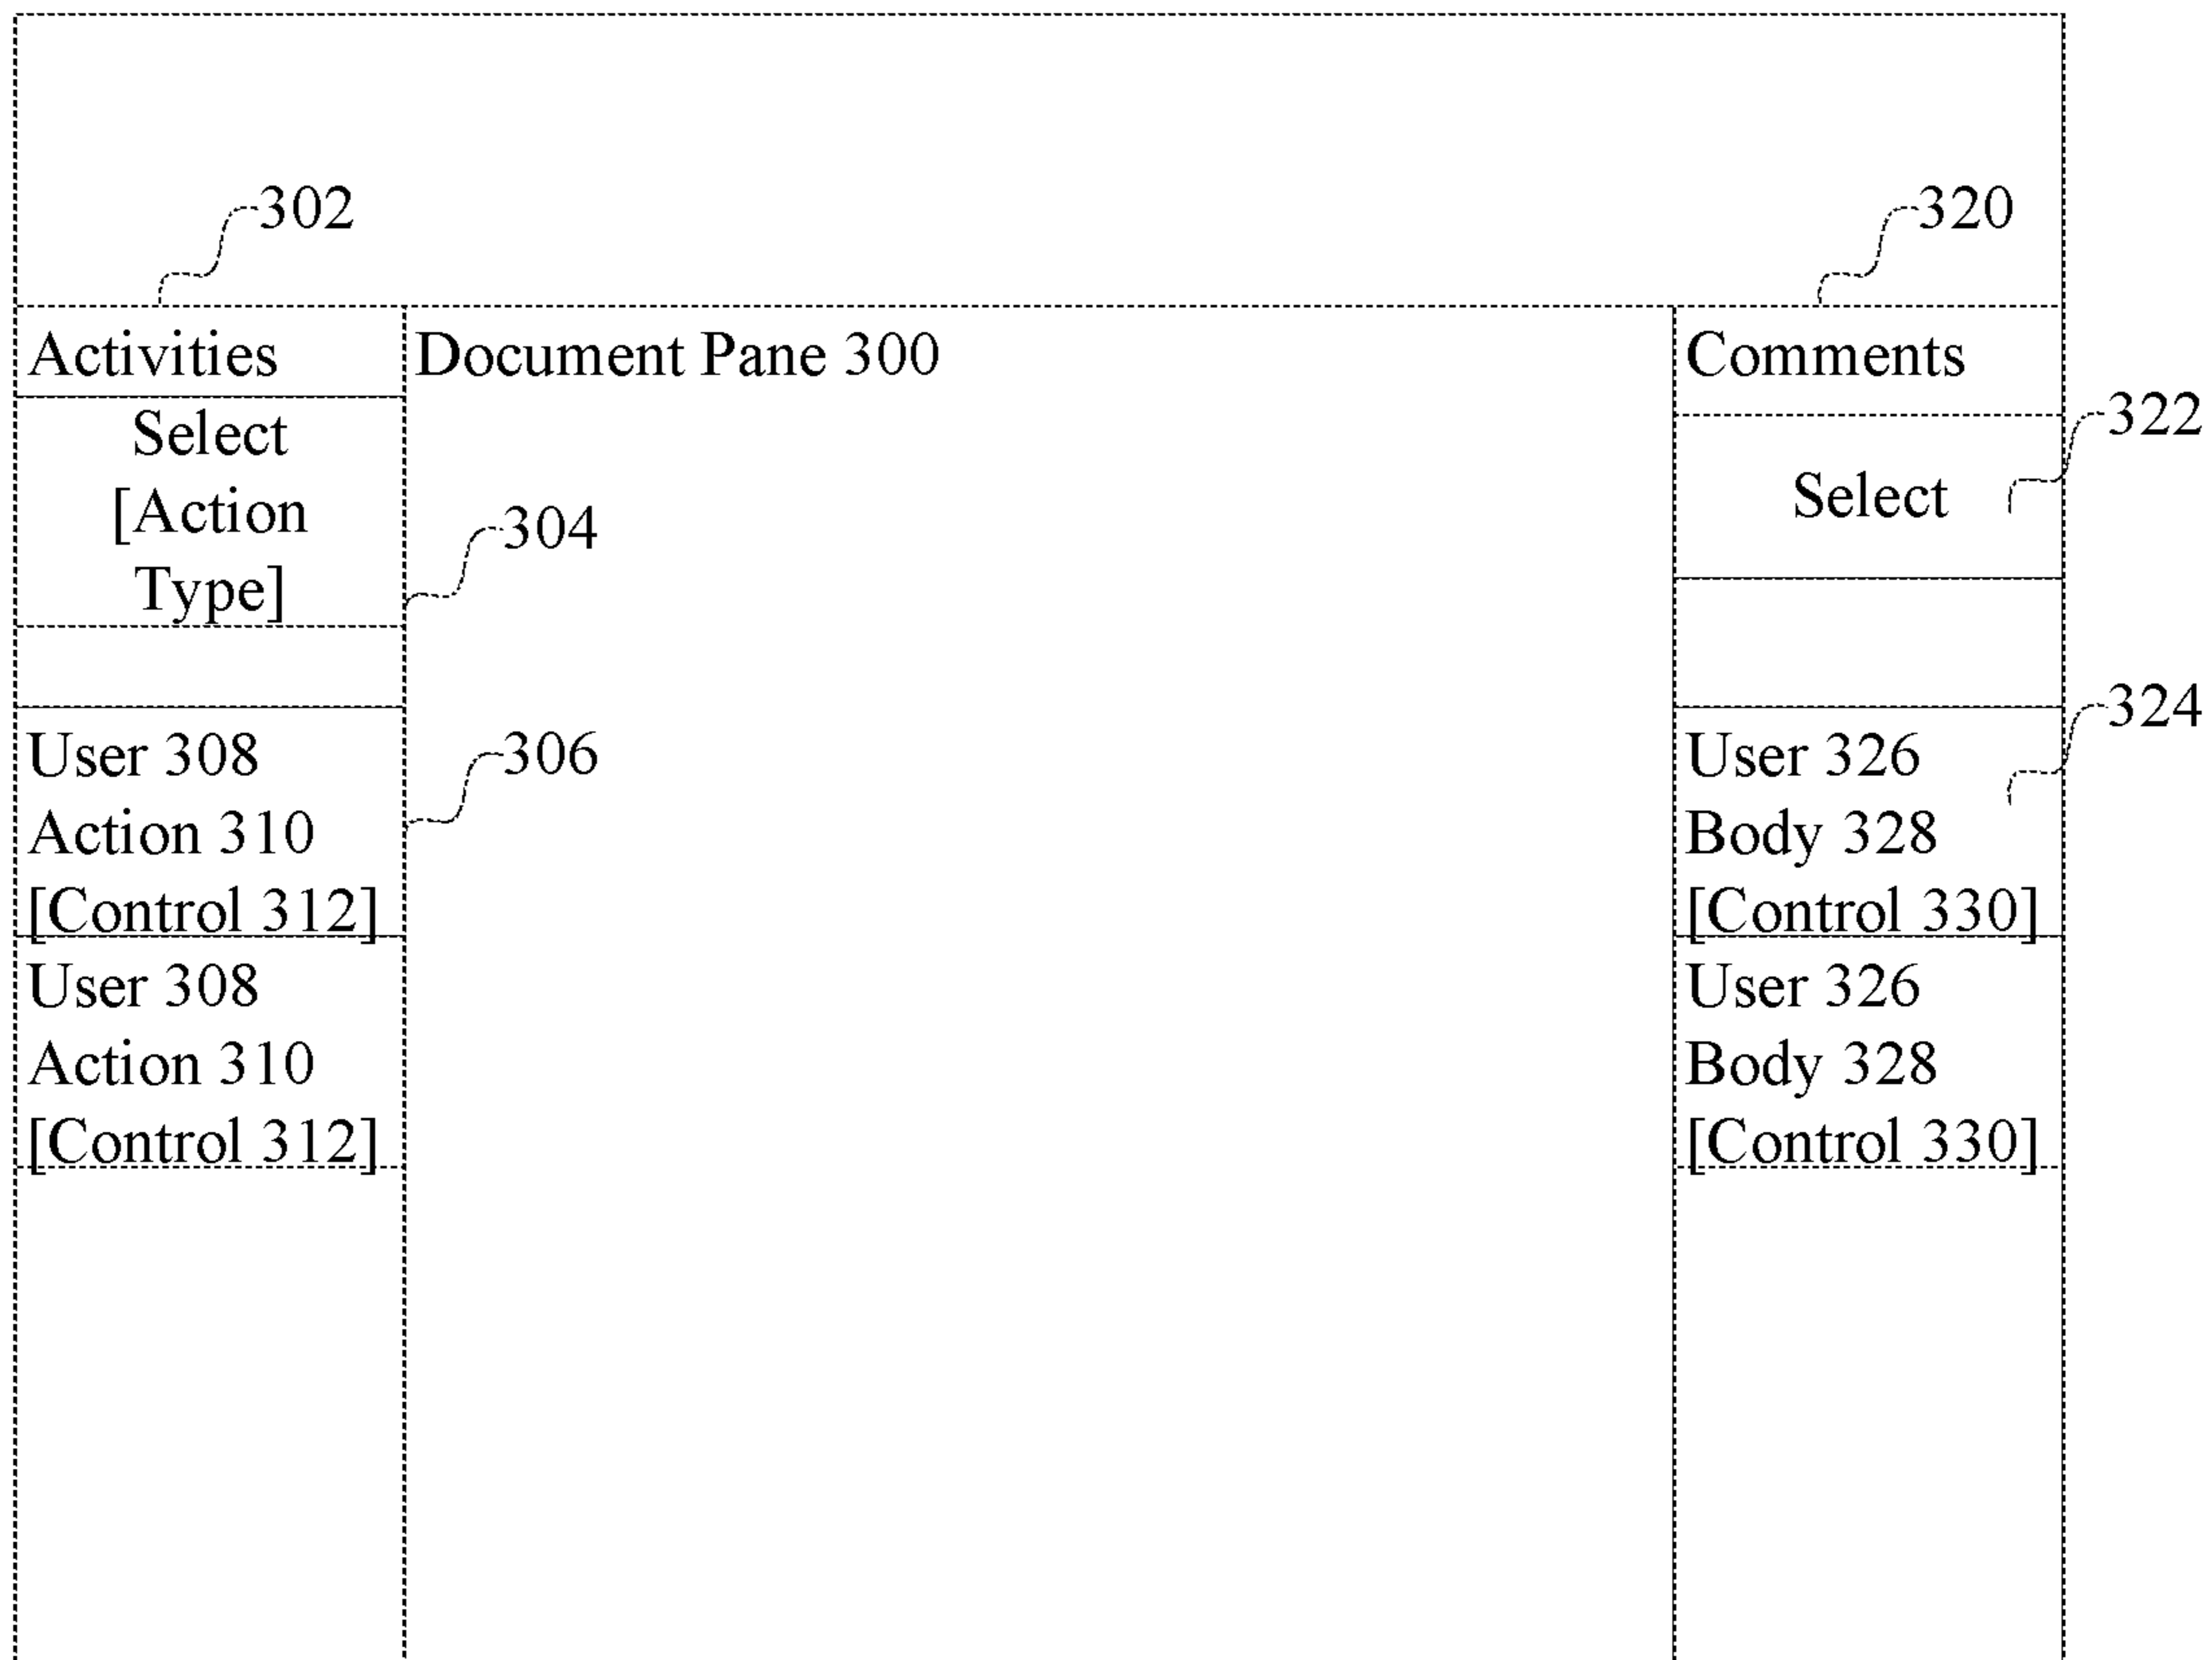 302
320
Activities
Document Pane 300
Comments
322
Select
[Action
Type]
304
Select
User 308
Action 310
[Control 312]
306
324
User 326
Body 328
[Control 330]
User 308
Action 310
[Control 312]
User 326
Body 328
[Control 330]